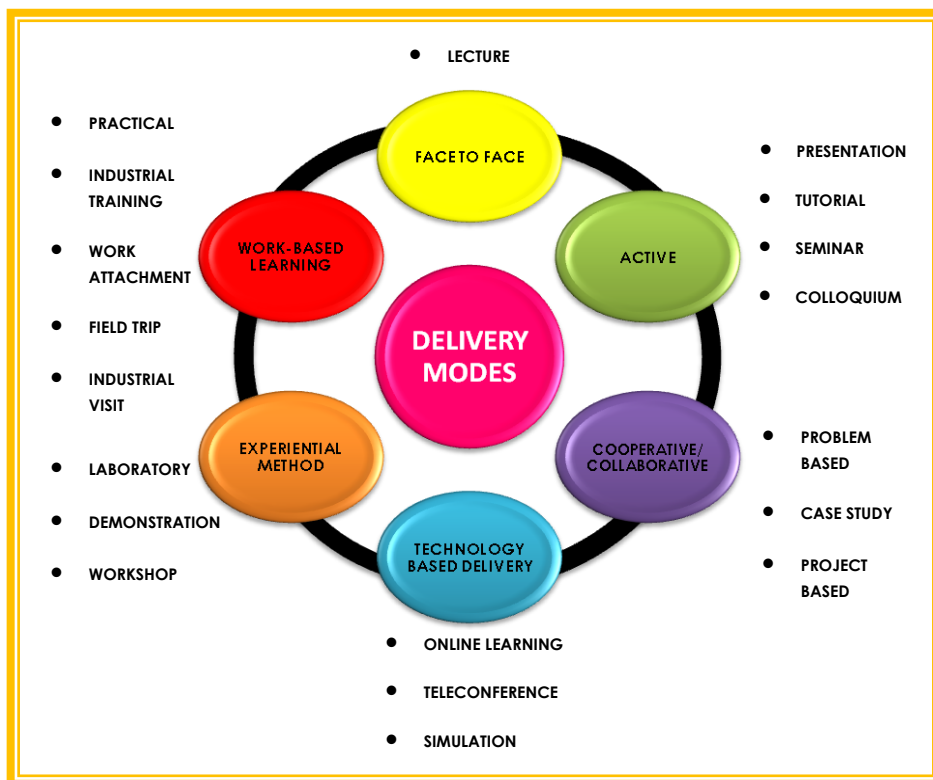 LECTURE
FACE TO FACE
PRACTICAL
INDUSTRIAL
TRAINING
WORK
ATTACHMENT
FIELD TRIP
INDUSTRIAL
VISIT
WORK-BASED
LEARNING
PRESENTATION
TUTORIAL
SEMINAR
COLLOQUIUM
ACTIVE
DELIVERY
MODES
EXPERIENTIAL
METHOD
LABORATORY
DEMONSTRATION
WORKSHOP
COOPERATIVE/
COLLABORATIVE
PROBLEM
BASED
CASE STUDY
PROJECT
BASED
TECHNOLOGY
BASED DELIVERY
ONLINE LEARNING
TELECONFERENCE
SIMULATION